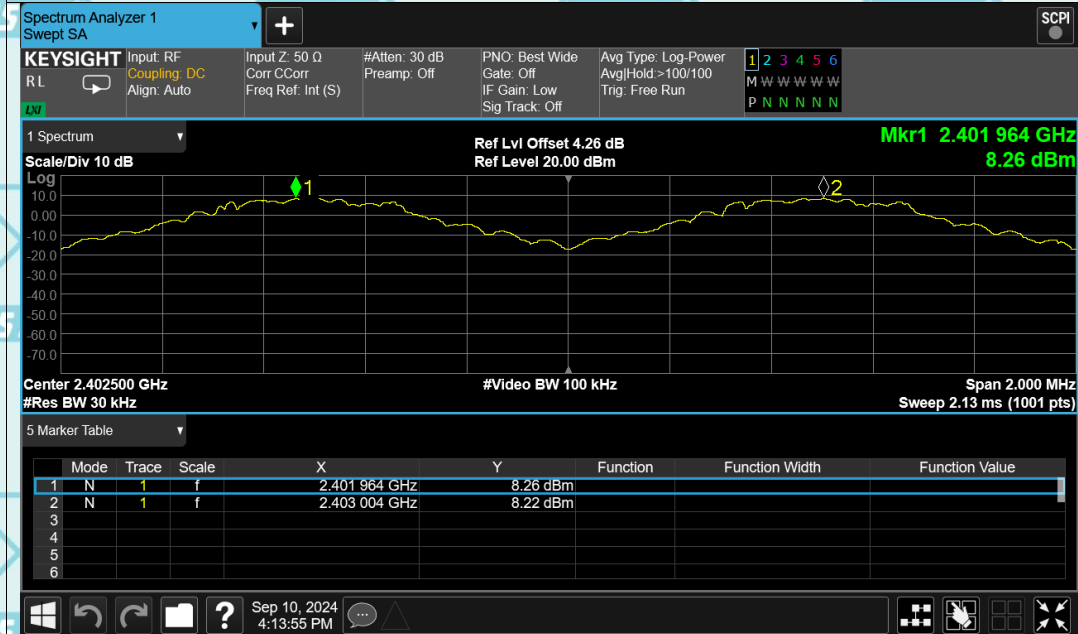 Spectrum Analyzer 1
Swept SA
+
SCPI
KEYSIGHT Input: RF Input Z: 50 Ω #Atten: 30 dB PNO: Best Wide Avg Type: Log-Power 1 2 3 4 5 6
R L Coupling: DC Corr CCorr Preamp: Off Gate: Off Avg|Hold:>100/100 M W W W W W
Align: Auto Freq Ref: Int (S) IF Gain: Low Trig: Free Run
LXI Sig Track: Off P N N N N N
1 Spectrum
Ref Lvl Offset 4.26 dB Mkr1 2.401 964 GHz
Scale/Div 10 dB Ref Level 20.00 dBm 8.26 dBm
Log
1 2
10.0
0.00
-10.0
-20.0
-30.0
-40.0
-50.0
-60.0
-70.0
Center 2.402500 GHz #Video BW 100 kHz Span 2.000 MHz
#Res BW 30 kHz Sweep 2.13 ms (1001 pts)
5 Marker Table
Mode Trace Scale X Y Function Function Width Function Value
1 N 1 f 2.401 964 GHz 8.26 dBm
2 N 1 f 2.403 004 GHz 8.22 dBm
3
4
5
6
?
Sep 10, 2024
4:13:55 PM